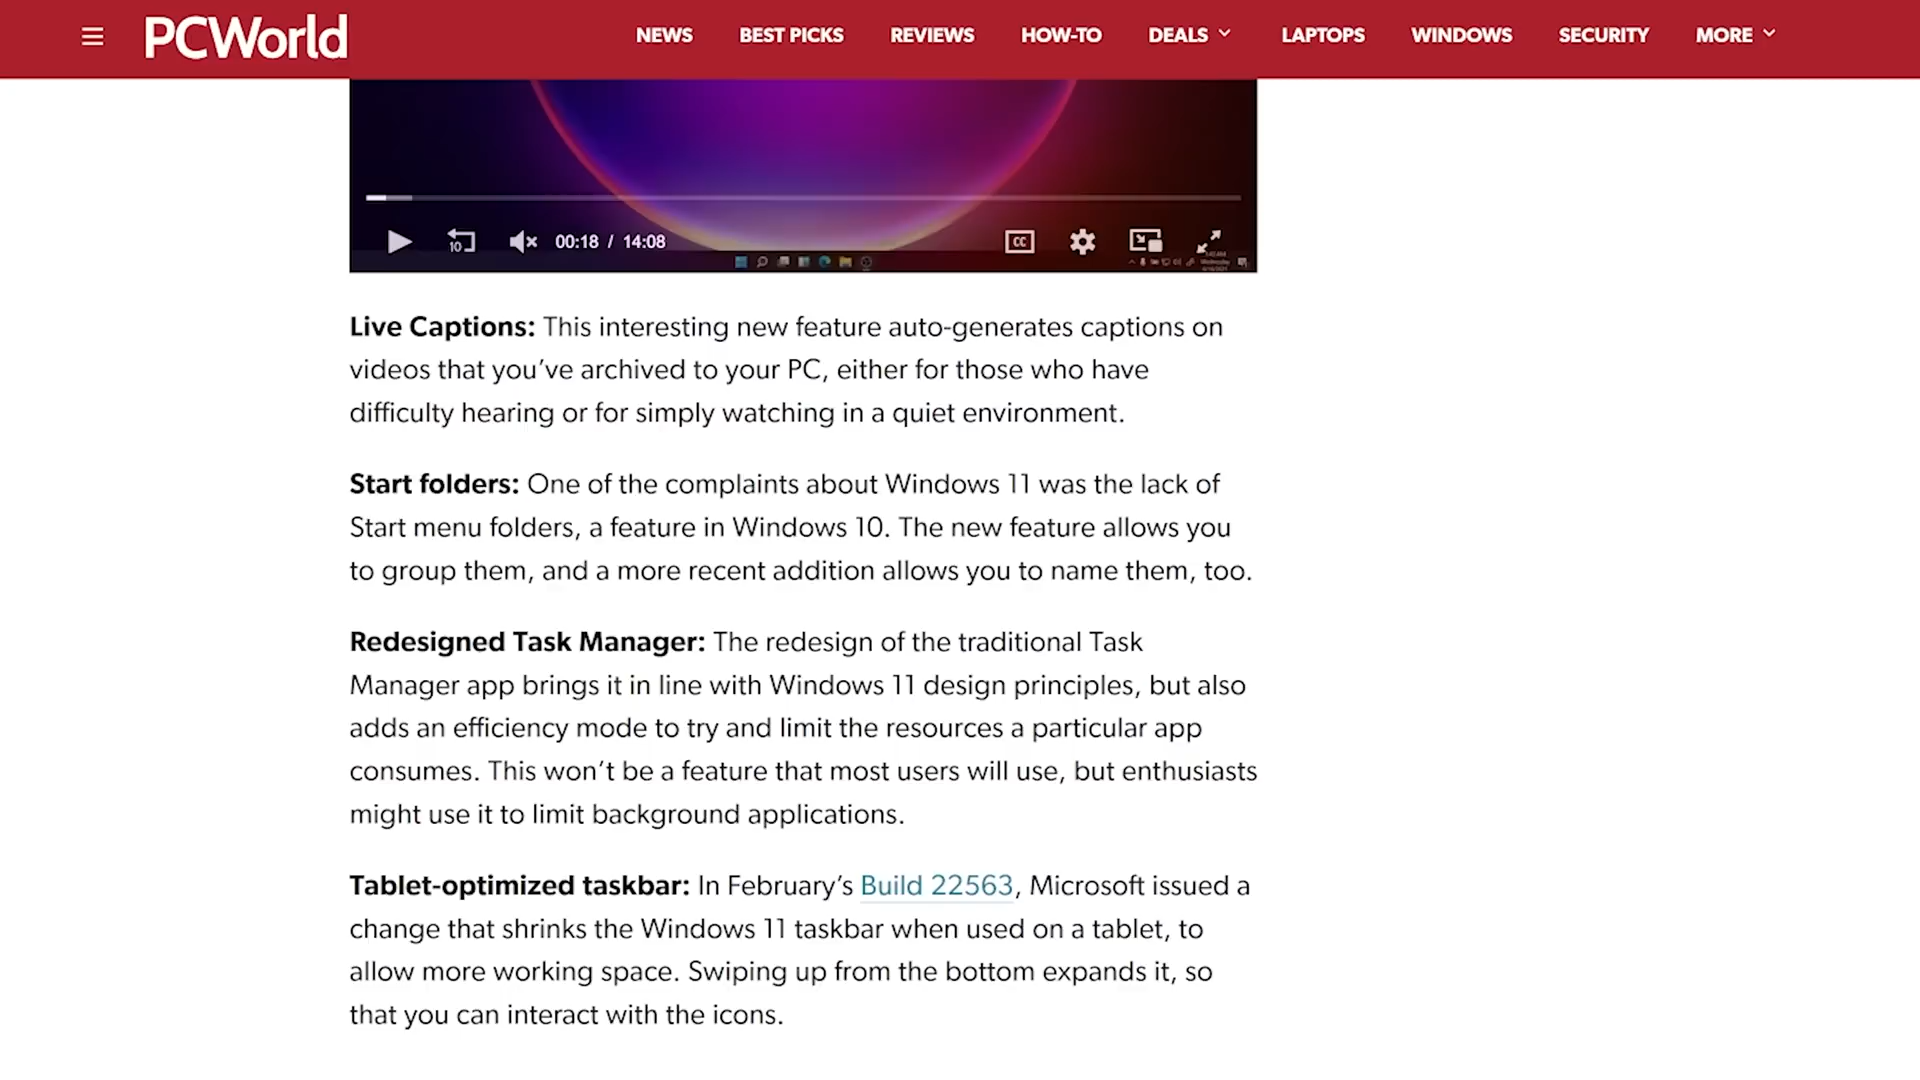 PCWorld
NEWS BEST PICKS REVIEWS HOW-TO DEALS LAPTOPS WINDOWS SECURITY MORE
10 00:18 / 14:08 CC
Live Captions: This interesting new feature auto-generates captions on
videos that you’ve archived to your PC, either for those who have
difficulty hearing or for simply watching in a quiet environment.
Start folders: One of the complaints about Windows 11 was the lack of
Start menu folders, a feature in Windows 10. The new feature allows you
to group them, and a more recent addition allows you to name them, too.
Redesigned Task Manager: The redesign of the traditional Task
Manager app brings it in line with Windows 11 design principles, but also
adds an efficiency mode to try and limit the resources a particular app
consumes. This won’t be a feature that most users will use, but enthusiasts
might use it to limit background applications.
Tablet-optimized taskbar: In February’s Build 22563, Microsoft issued a
change that shrinks the Windows 11 taskbar when used on a tablet, to
allow more working space. Swiping up from the bottom expands it, so
that you can interact with the icons.